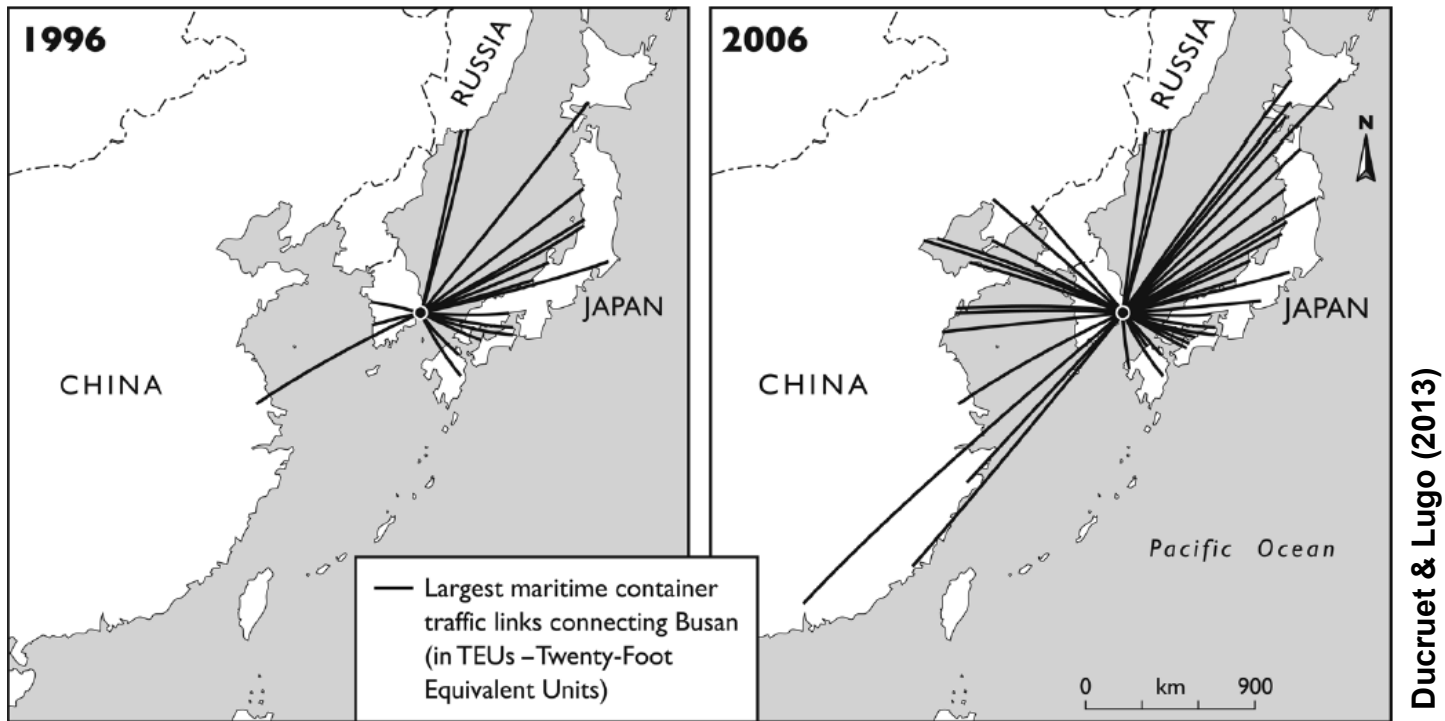 1996
RUSSIA
JAPAN
CHINA
Largest maritime container
traffic links connecting Busan
(in TEUs –Twenty-Foot
Equivalent Units)
2006
RUSSIA
N
JAPAN
CHINA
Pacific Ocean
0 km 900
Ducruet & Lugo (2013)